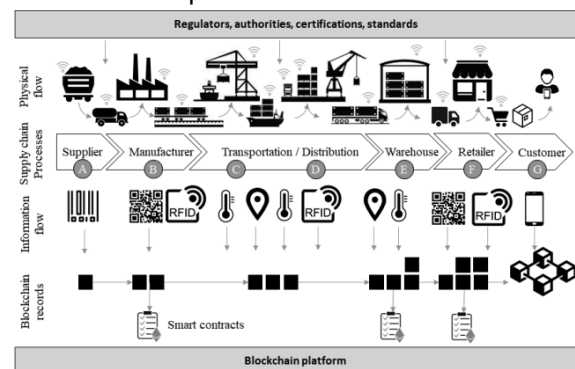 Regulators, authorities, certifications, standards
Physical flow
Supply chain Processes
Supplier
Manufacturer
Transportation / Distribution
Warehouse
Retailer
Customer
A
B
C
D
E
F
G
Information flow
RFID
RFID
RFID
Blockchain records
Smart contracts
Blockchain platform